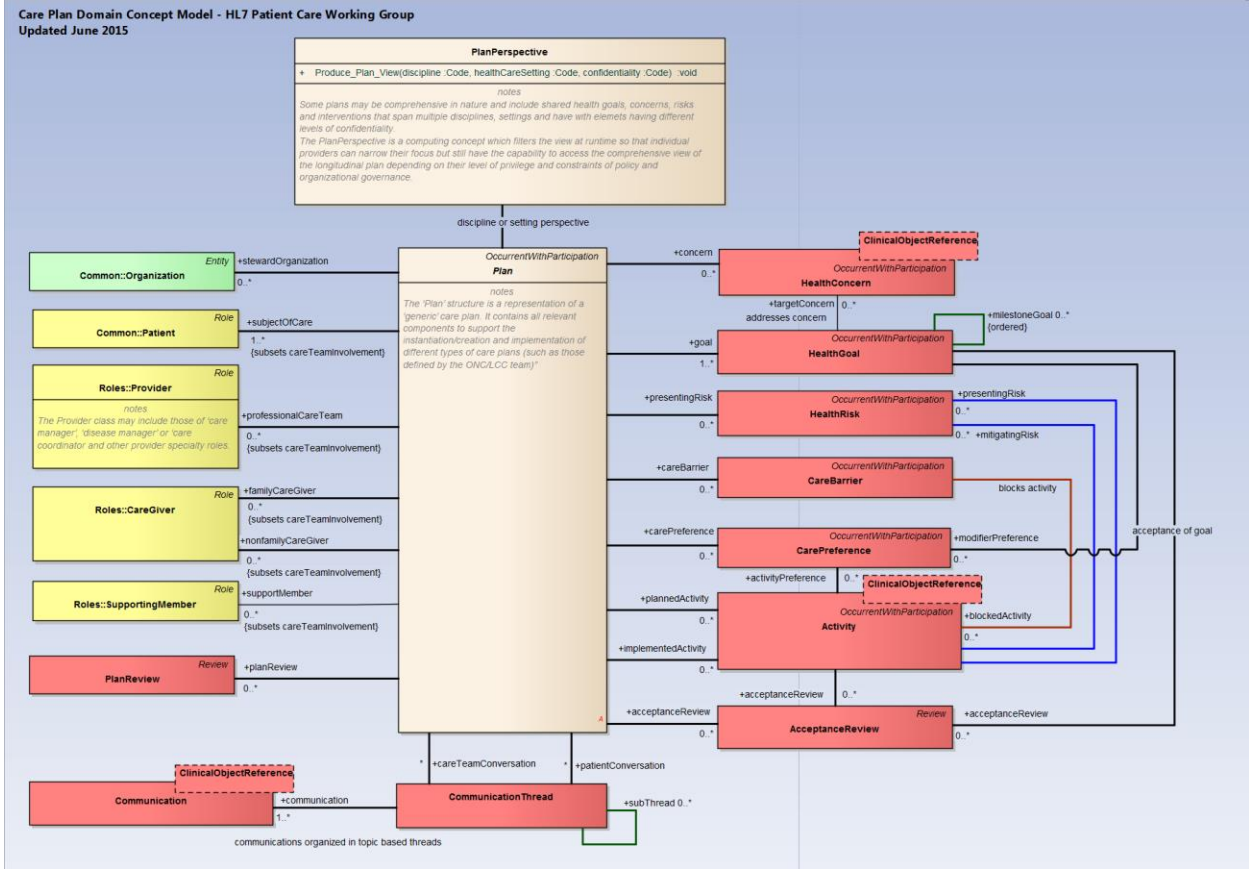 Care Plan Domain Concept Model - HL7 Patient Care Working Group
Updated June 2015
PlanPerspective
+ Produce_Plan_View(discipline :Code, healthCareSetting :Code, confidentiality :Code) :void
notes
Some plans may be comprehensive in nature and include shared health goals, concerns, risks
and interventions that span multiple disciplines, settings and have with elemets having different
levels of confidentiality.
The PlanPerspective is a computing concept which filters the view at runtime so that individual
providers can narrow their focus but still have the capability to access the comprehensive view of
the longitudinal plan depending on their level of privilege and constraints of policy and
organizational governance.
discipline or setting perspective
Entity
Common::Organization
+stewardOrganization
0..*
Role
Common::Patient
+subjectOfCare
1..*
{subsets careTeamInvolvement}
Role
Roles::Provider
notes
The Provider class may include those of 'care
manager', 'disease manager' or 'care
coordinator and other provider specialty roles.
+professionalCareTeam
0..*
{subsets careTeamInvolvement}
Role
Roles::CareGiver
+familyCareGiver
0..*
{subsets careTeamInvolvement}
+nonfamilyCareGiver
0..*
{subsets careTeamInvolvement}
Role
Roles::SupportingMember
+supportMember
0..*
{subsets careTeamInvolvement}
Review
PlanReview
+planReview
0..*
OccurrentWithParticipation
Plan
notes
The 'Plan' structure is a representation of a
'generic' care plan. It contains all relevant
components to support the
instantiation/creation and implementation of
different types of care plans (such as those
defined by the ONC/LCC team)"
A
+concern
0..*
ClinicalObjectReference
OccurrentWithParticipation
HealthConcern
+targetConcern 0..*
addresses concern
+goal
1..*
OccurrentWithParticipation
HealthGoal
+milestoneGoal 0..*
{ordered}
+presentingRisk
0..*
OccurrentWithParticipation
HealthRisk
+presentingRisk
0..*
0..* +mitigatingRisk
+careBarrier
0..*
OccurrentWithParticipation
CareBarrier
blocks activity
+carePreference
0..*
OccurrentWithParticipation
CarePreference
+modifierPreference
0..*
acceptance of goal
+activityPreference 0..*
ClinicalObjectReference
+plannedActivity
0..*
OccurrentWithParticipation
Activity
+blockedActivity
0..*
+implementedActivity
0..*
+acceptanceReview 0..*
+acceptanceReview
0..*
Review
AcceptanceReview
+acceptanceReview
0..*
* +careTeamConversation
* +patientConversation
ClinicalObjectReference
Communication
+communication
1..*
CommunicationThread
+subThread 0..*
communications organized in topic based threads